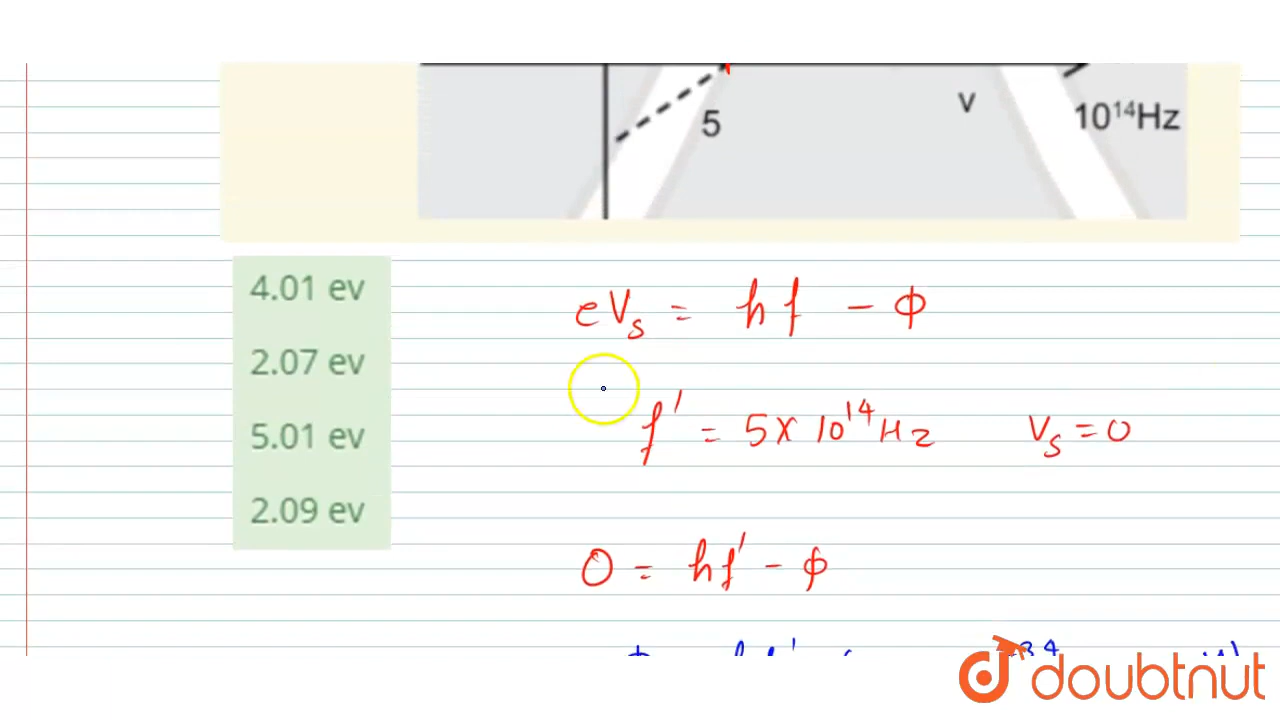 5
v
10¹⁴Hz
4.01 ev
2.07 ev
5.01 ev
2.09 ev
eVₛ = hf - ϕ
f' = 5 X 10¹⁴ Hz Vₛ = 0
0 = hf' - ϕ
doubtnut